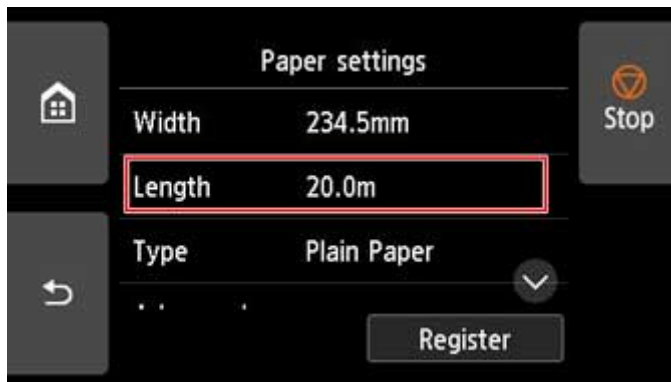 Paper settings
Stop
Width 234.5mm
Length 20.0m
Type Plain Paper
Register